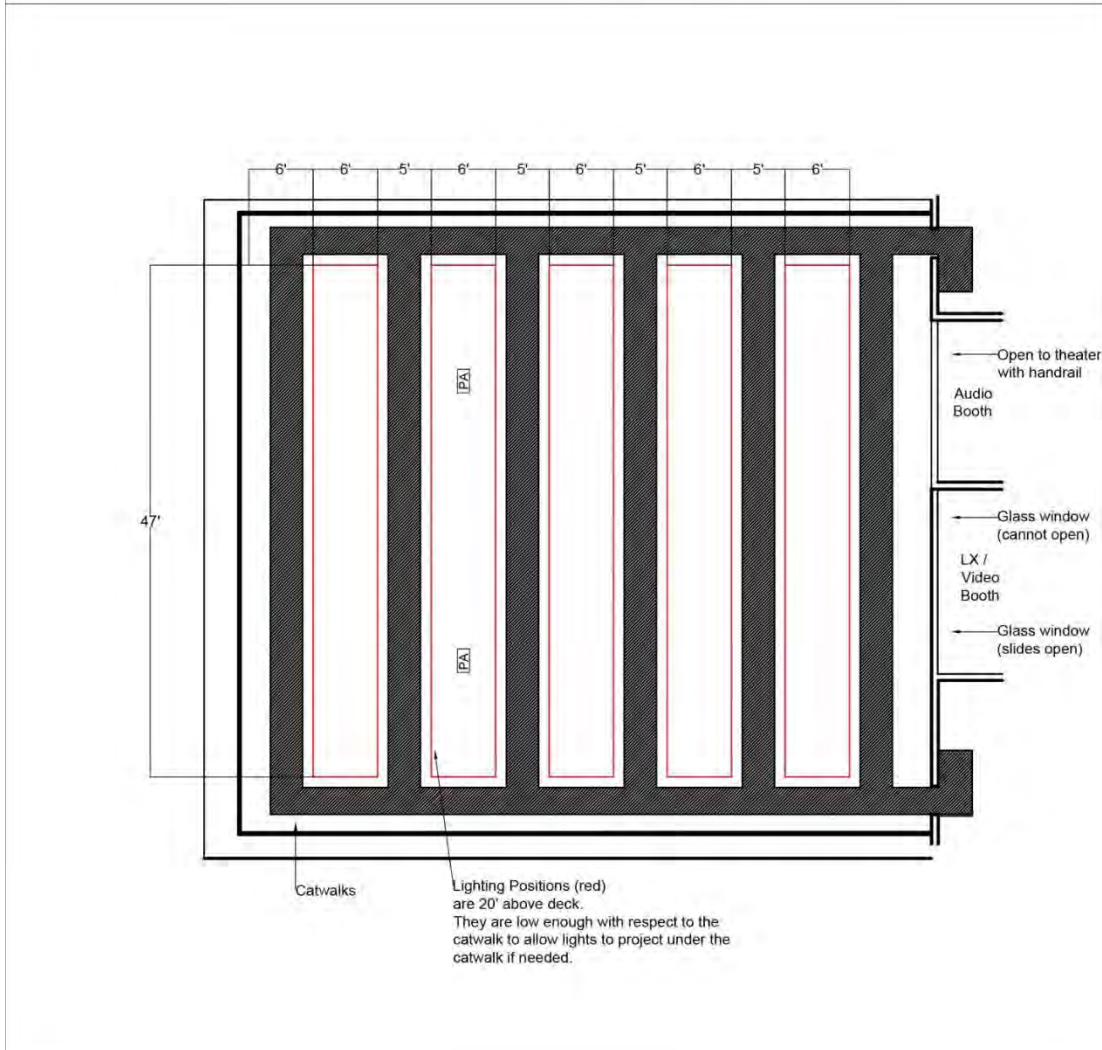 6'
6'
5'
6'
5'
6'
5'
6'
5'
6'
47'
PA
PA
Open to theater
with handrail
Audio
Booth
Glass window
(cannot open)
LX /
Video
Booth
Glass window
(slides open)
Catwalks
Lighting Positions (red)
are 20' above deck.
They are low enough with respect to the
catwalk to allow lights to project under the
catwalk if needed.